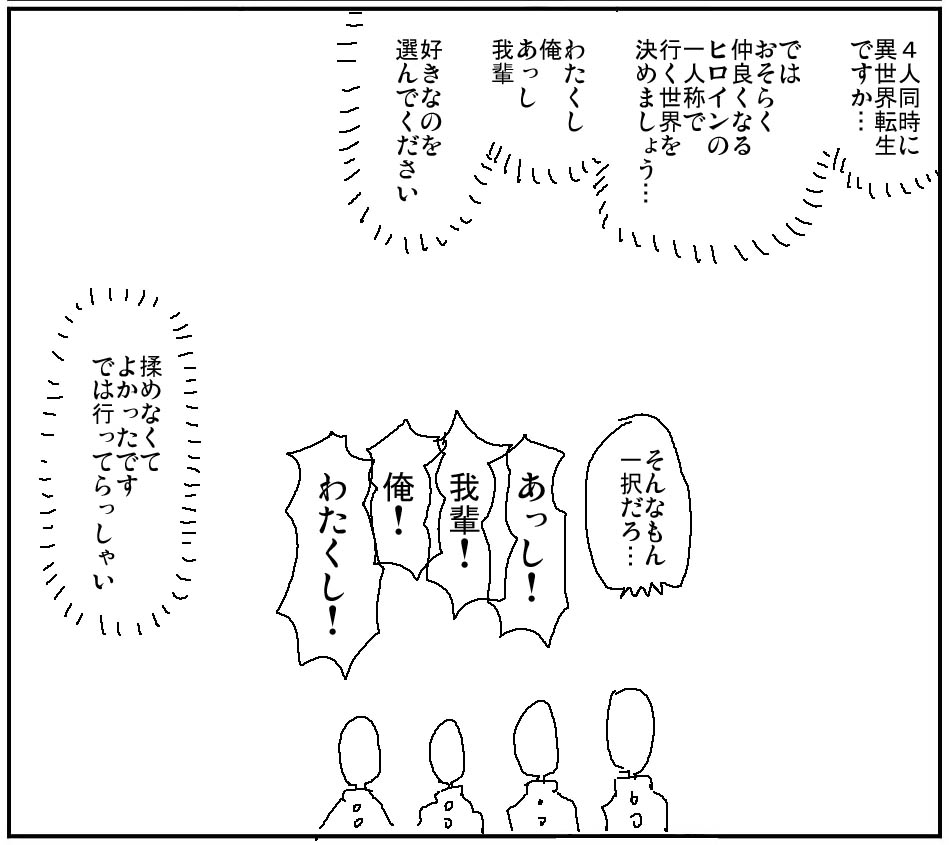 4人同時に
異世界転生
ですか…
では
おそらく
仲良くなる
ヒロインの
一人称で
行く世界を
決めましょう…
わたくし
俺
あっし
我輩
好きなのを
選んでください
そんなもん
一択だろ…
あっし！
我輩！
俺！
わたくし！
揉めなくて
よかったです
では行ってらっしゃい